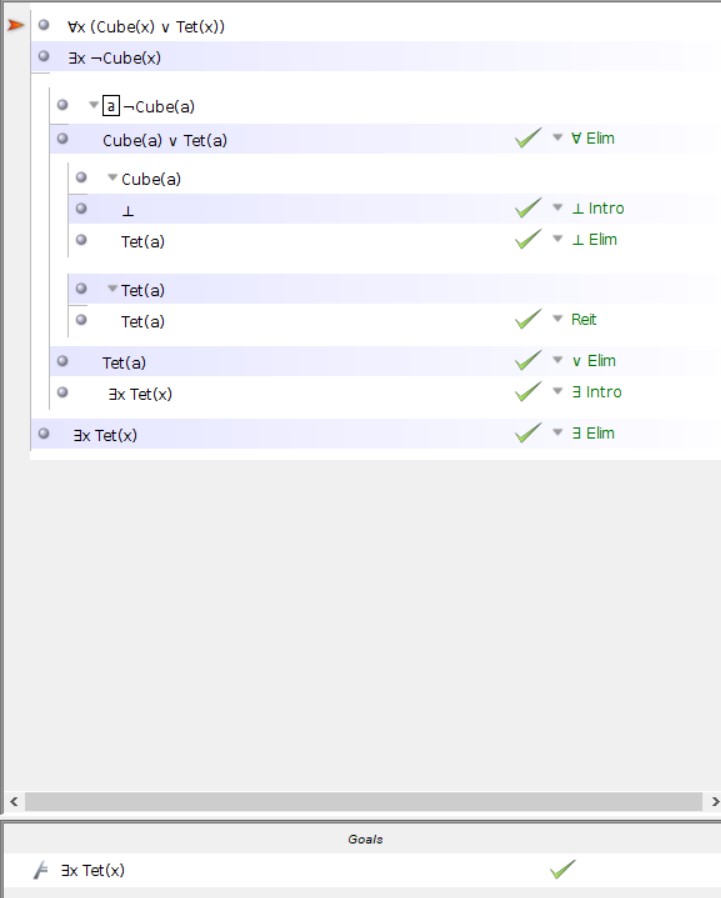 ∀x (Cube(x) ∨ Tet(x))
∃x ¬Cube(x)
a ¬Cube(a)
Cube(a) ∨ Tet(a) ∀ Elim
Cube(a)
⊥ ⊥ Intro
Tet(a) ⊥ Elim
Tet(a)
Tet(a) Reit
Tet(a) ∨ Elim
∃x Tet(x) ∃ Intro
∃x Tet(x) ∃ Elim
Goals
∃x Tet(x)